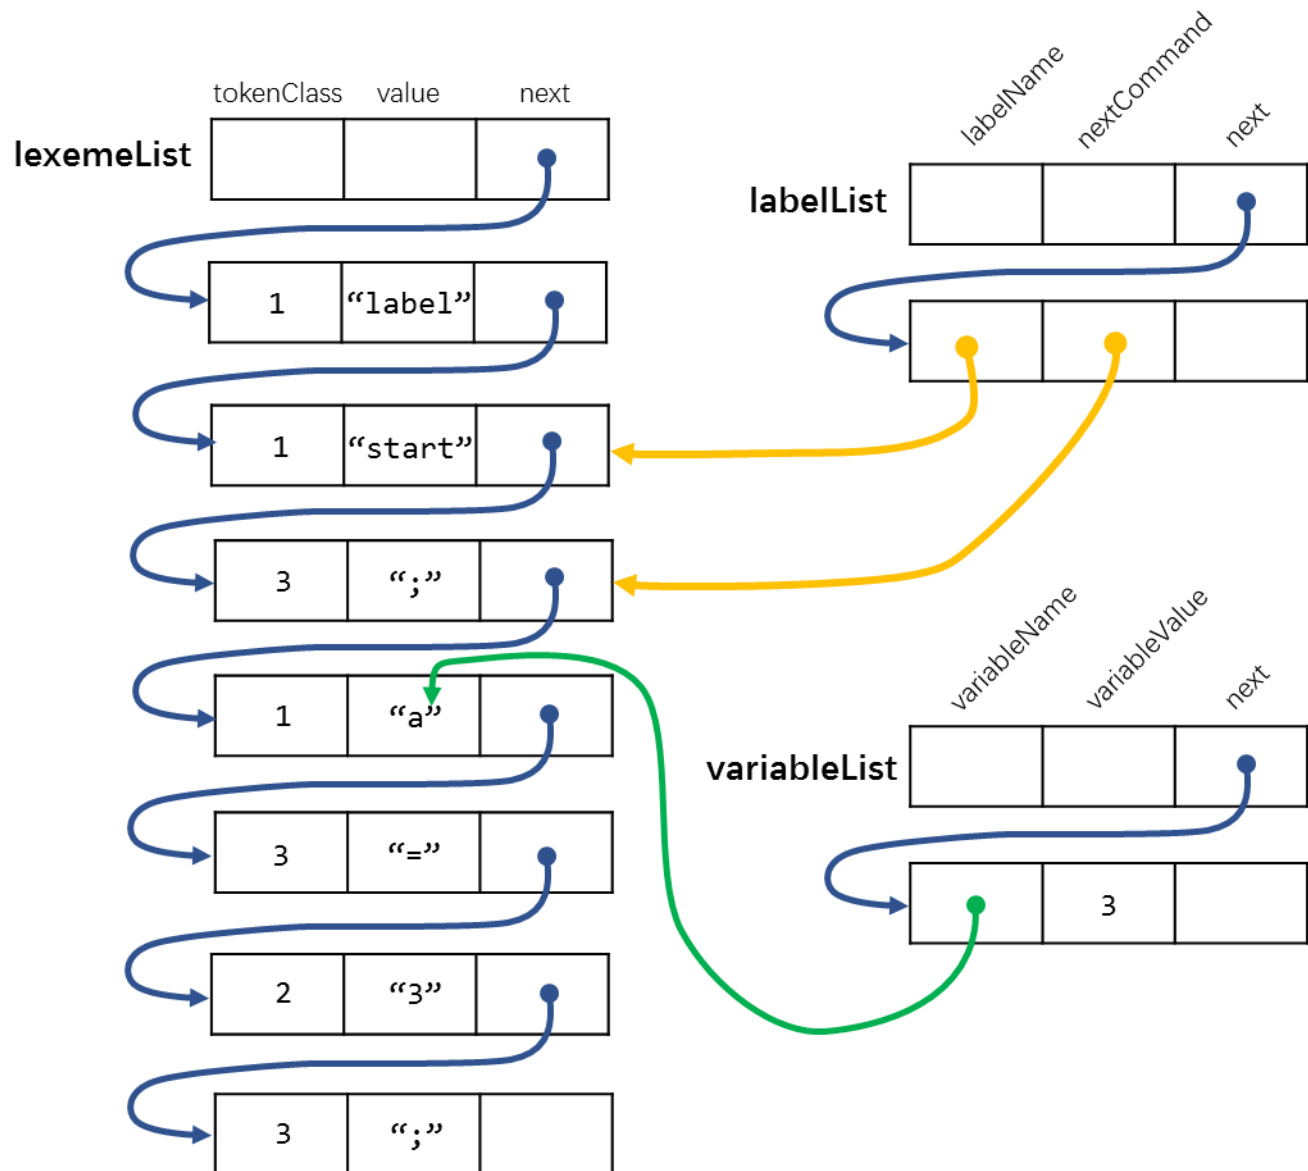 tokenClass value next
lexemeList
1 “label”
1 “start”
3 “;”
1 “a”
3 “=”
2 “3”
3 “;”
labelName nextCommand next
labelList
variableName variableValue next
variableList
3